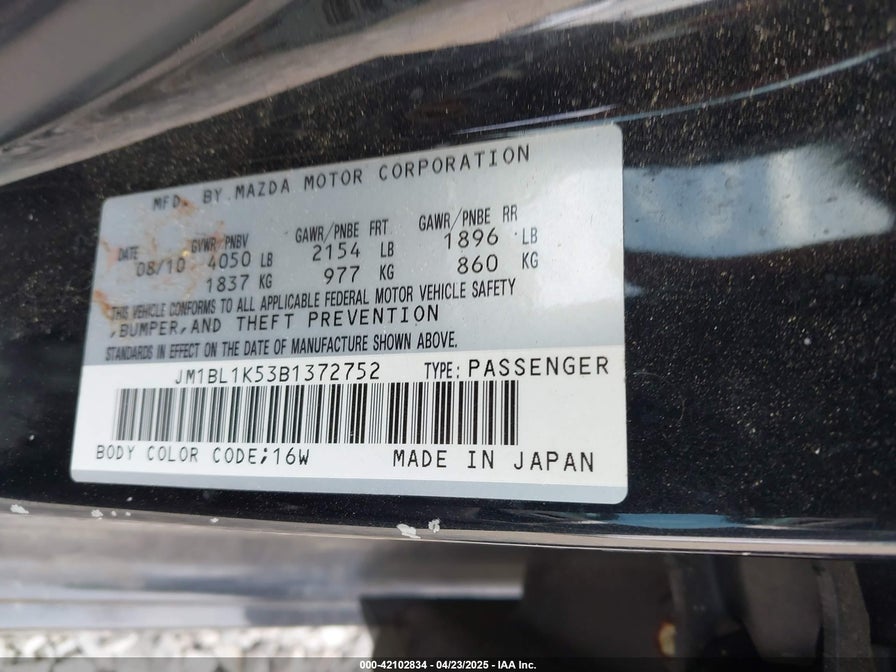 MFD. BY MAZDA MOTOR CORPORATION
DATE GVWR/PNBV GAWR/PNBE FRT GAWR/PNBE RR
08/10 4050 LB 2154 LB 1896 LB
1837 KG 977 KG 860 KG
THIS VEHICLE CONFORMS TO ALL APPLICABLE FEDERAL MOTOR VEHICLE SAFETY
,BUMPER,AND THEFT PREVENTION
STANDARDS IN EFFECT ON THE DATE OF MANUFACTURE SHOWN ABOVE.
JM1BL1K53B1372752 TYPE: PASSENGER
BODY COLOR CODE;16W MADE IN JAPAN
000-42102834 - 04/23/2025 - IAA Inc.